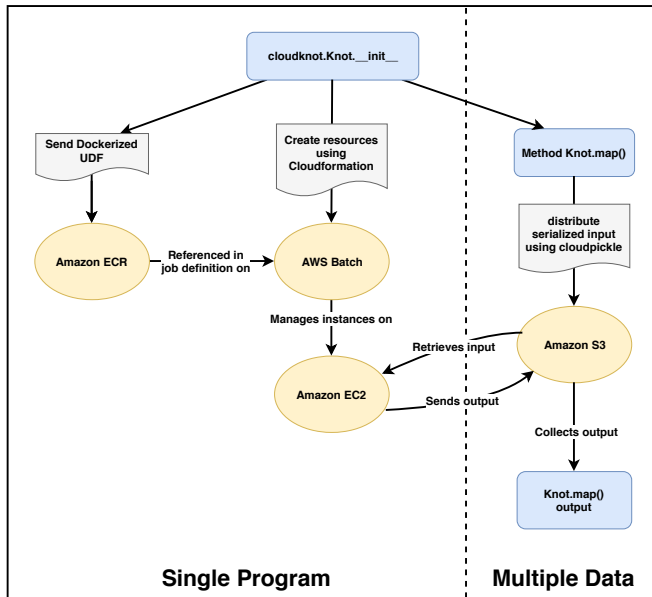 cloudknot.Knot.__init__
Send Dockerized
UDF
Create resources
using
Cloudformation
Method Knot.map()
distribute
serialized input
using cloudpickle
Amazon ECR
Referenced in
job definition on
AWS Batch
Manages instances on
Retrieves input
Amazon S3
Amazon EC2
Sends output
Collects output
Knot.map()
output
Single Program
Multiple Data